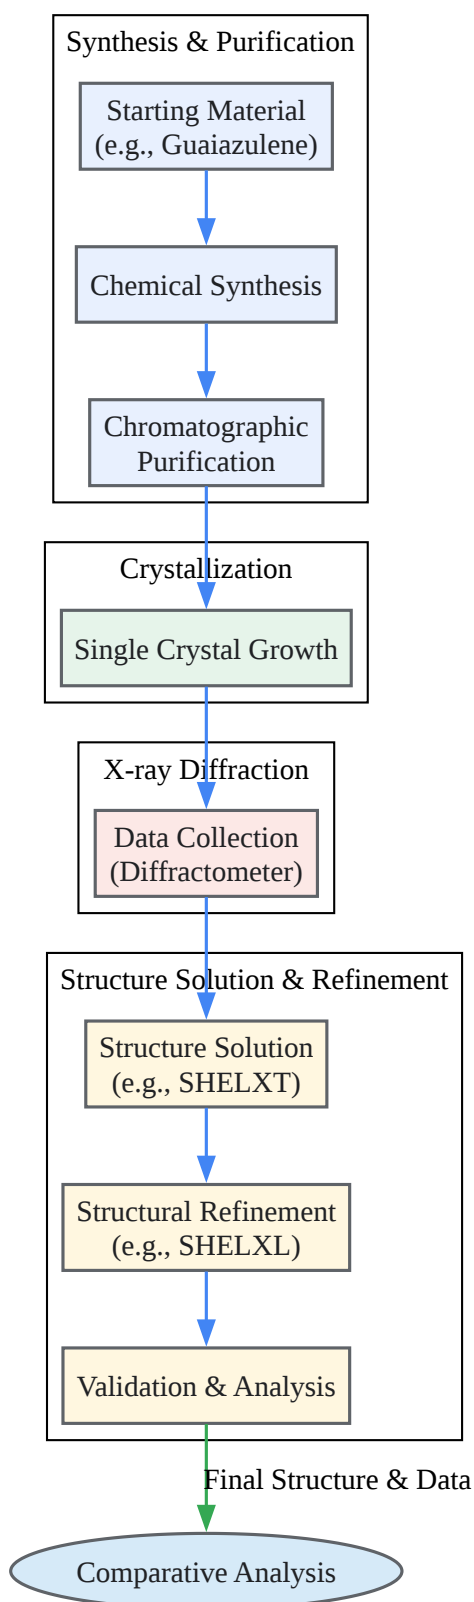 Synthesis & Purification
Starting Material
(e.g., Guaiazulene)
Chemical Synthesis
Chromatographic
Purification
Crystallization
Single Crystal Growth
X-ray Diffraction
Data Collection
(Diffractometer)
Structure Solution & Refinement
Structure Solution
(e.g., SHELXT)
Structural Refinement
(e.g., SHELXL)
Validation & Analysis
Final Structure & Data
Comparative Analysis